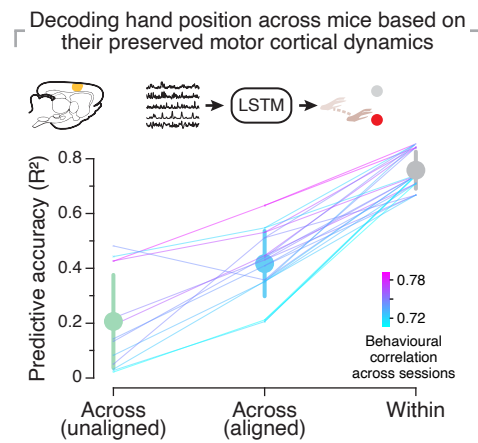 Decoding hand position across mice based on
their preserved motor cortical dynamics
LSTM
Predictive accuracy (R²)
0.8
0.6
0.4
0.2
0
0.78
0.72
Behavioural
correlation
across sessions
Across
(unaligned)
Across
(aligned)
Within